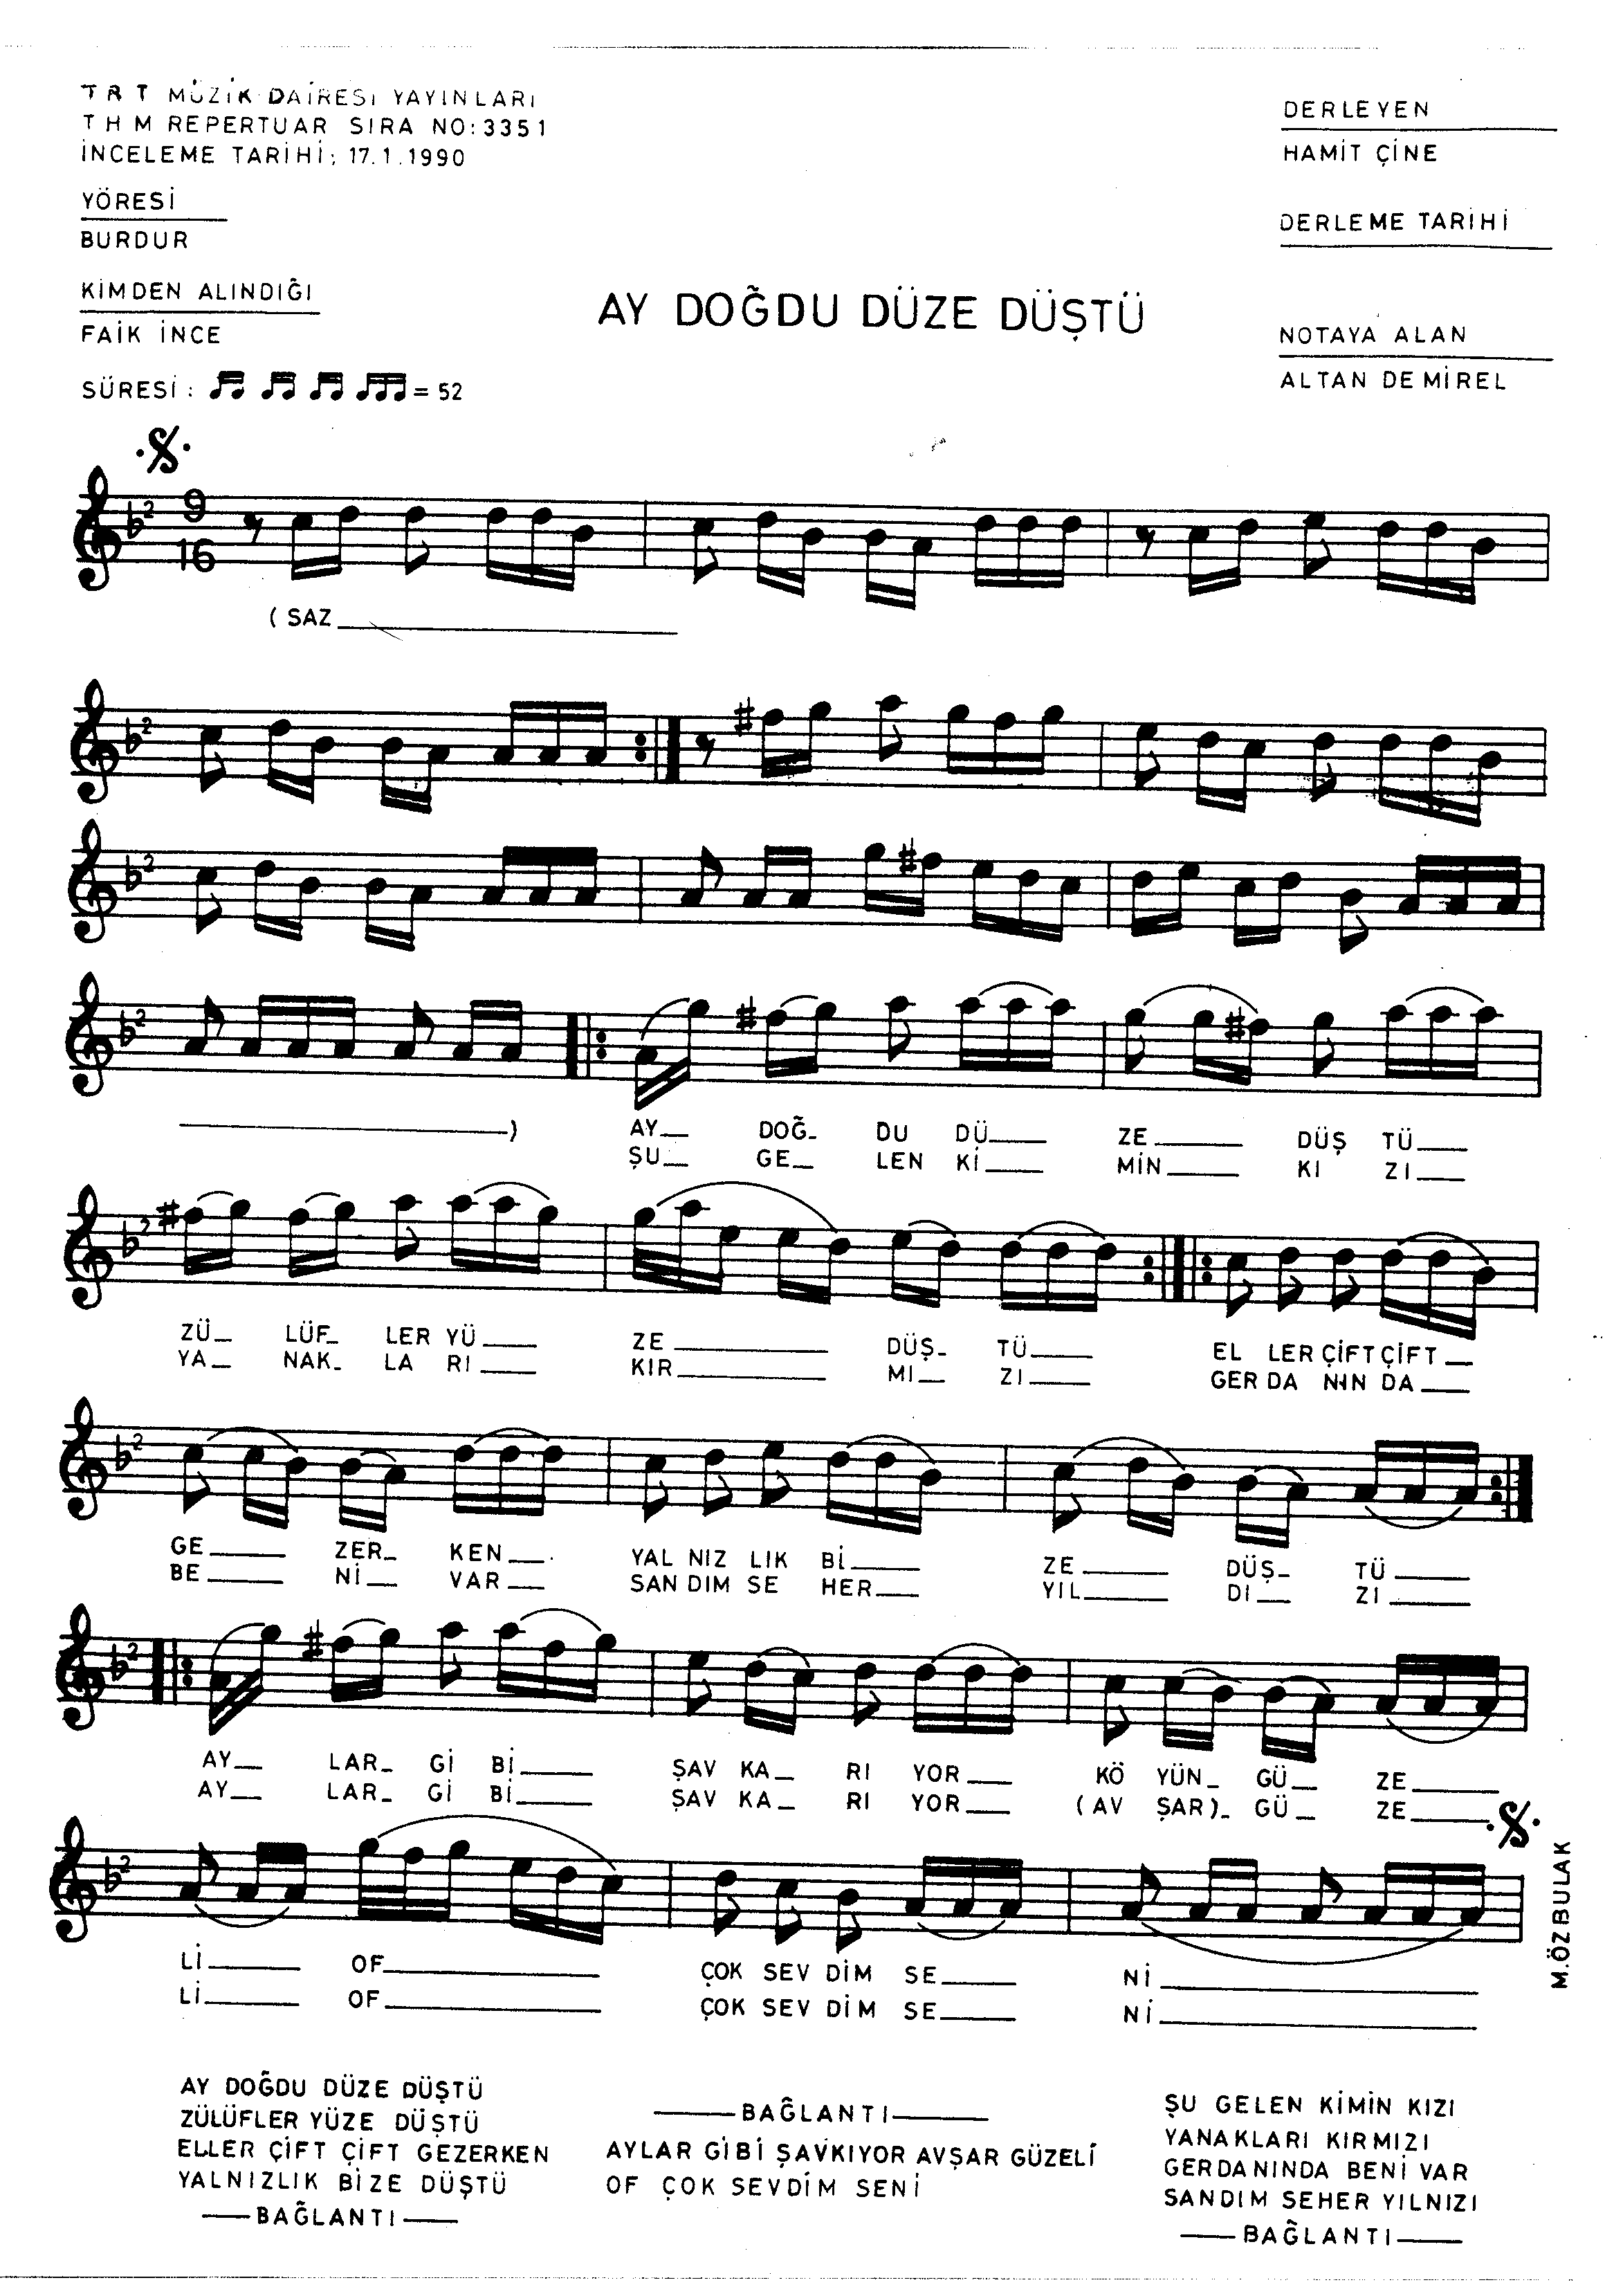 TRT MÜZİK DAİRESİ YAYINLARI
THM REPERTUAR SIRA NO:3351
İNCELEME TARİHİ; 17.1.1990
DERLEYEN
HAMİT ÇİNE
YÖRESİ
BURDUR
DERLEME TARİHİ
KİMDEN ALINDIĞI
FAİK İNCE
AY DOĞDU DÜZE DÜŞTÜ
NOTAYA ALAN
ALTAN DEMİREL
SÜRESİ : = 52
9
16
( SAZ
)
AY DOĞ DU DÜ ZE DÜŞ TÜ
ŞU GE LEN Kİ MİN KI ZI
ZÜ LÜF LER YÜ ZE DÜŞ TÜ EL LER ÇİFT ÇİFT
YA NAK LA RI KIR MI ZI GER DA NIN DA
GE ZER KEN YAL NIZ LIK Bİ ZE DÜŞ TÜ
BE Nİ VAR SAN DIM SE HER YIL DI ZI
AY LAR Gİ Bİ ŞAV KA RI YOR KÖ YÜN GÜ ZE
AY LAR Gİ Bİ ŞAV KA RI YOR (AV ŞAR) GÜ ZE
Lİ OF ÇOK SEV DİM SE Nİ
Lİ OF ÇOK SEV DİM SE Nİ
M.ÖZBULAK
AY DOĞDU DÜZE DÜŞTÜ
ZÜLÜFLER YÜZE DÜŞTÜ
ELLER ÇİFT ÇİFT GEZERKEN
YALNIZLIK BİZE DÜŞTÜ
—BAĞLANTI—
—BAĞLANTI—
AYLAR GİBİ ŞAVKIYOR AVŞAR GÜZELİ
OF ÇOK SEVDİM SENİ
ŞU GELEN KİMİN KIZI
YANAKLARI KIRMIZI
GERDANINDA BENİ VAR
SANDIM SEHER YILNIZI
—BAĞLANTI—